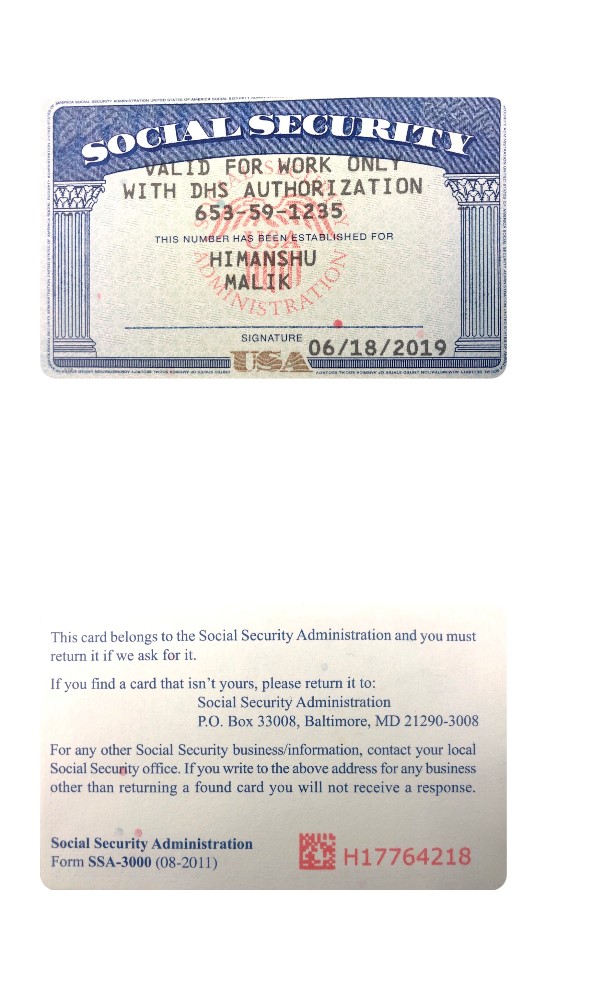 SOCIAL SECURITY
VALID FOR WORK ONLY
WITH DHS AUTHORIZATION
653-59-1235
THIS NUMBER HAS BEEN ESTABLISHED FOR
HIMANSHU
MALIK
USA
ADMINISTRATION
SIGNATURE
06/18/2019
USA
This card belongs to the Social Security Administration and you must
return it if we ask for it.
If you find a card that isn't yours, please return it to:
Social Security Administration
P.O. Box 33008, Baltimore, MD 21290-3008
For any other Social Security business/information, contact your local
Social Security office. If you write to the above address for any business
other than returning a found card you will not receive a response.
Social Security Administration
Form SSA-3000 (08-2011)
H17764218